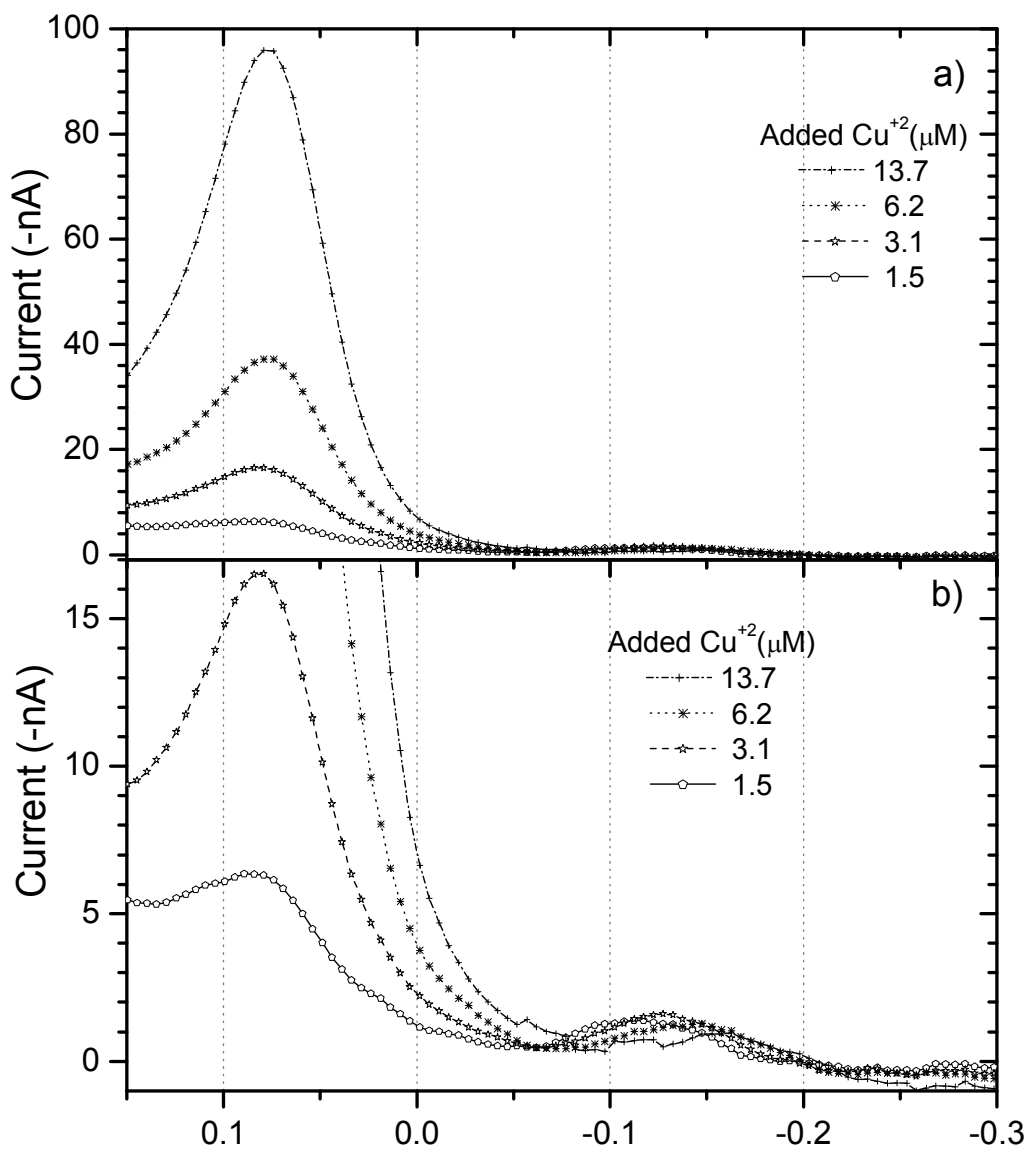 100
80
60
40
20
0
Current (-nA)
a)
Added Cu⁺²(μM)
13.7
6.2
3.1
1.5
15
10
5
0
Current (-nA)
b)
Added Cu⁺²(μM)
13.7
6.2
3.1
1.5
0.1 0.0 -0.1 -0.2 -0.3